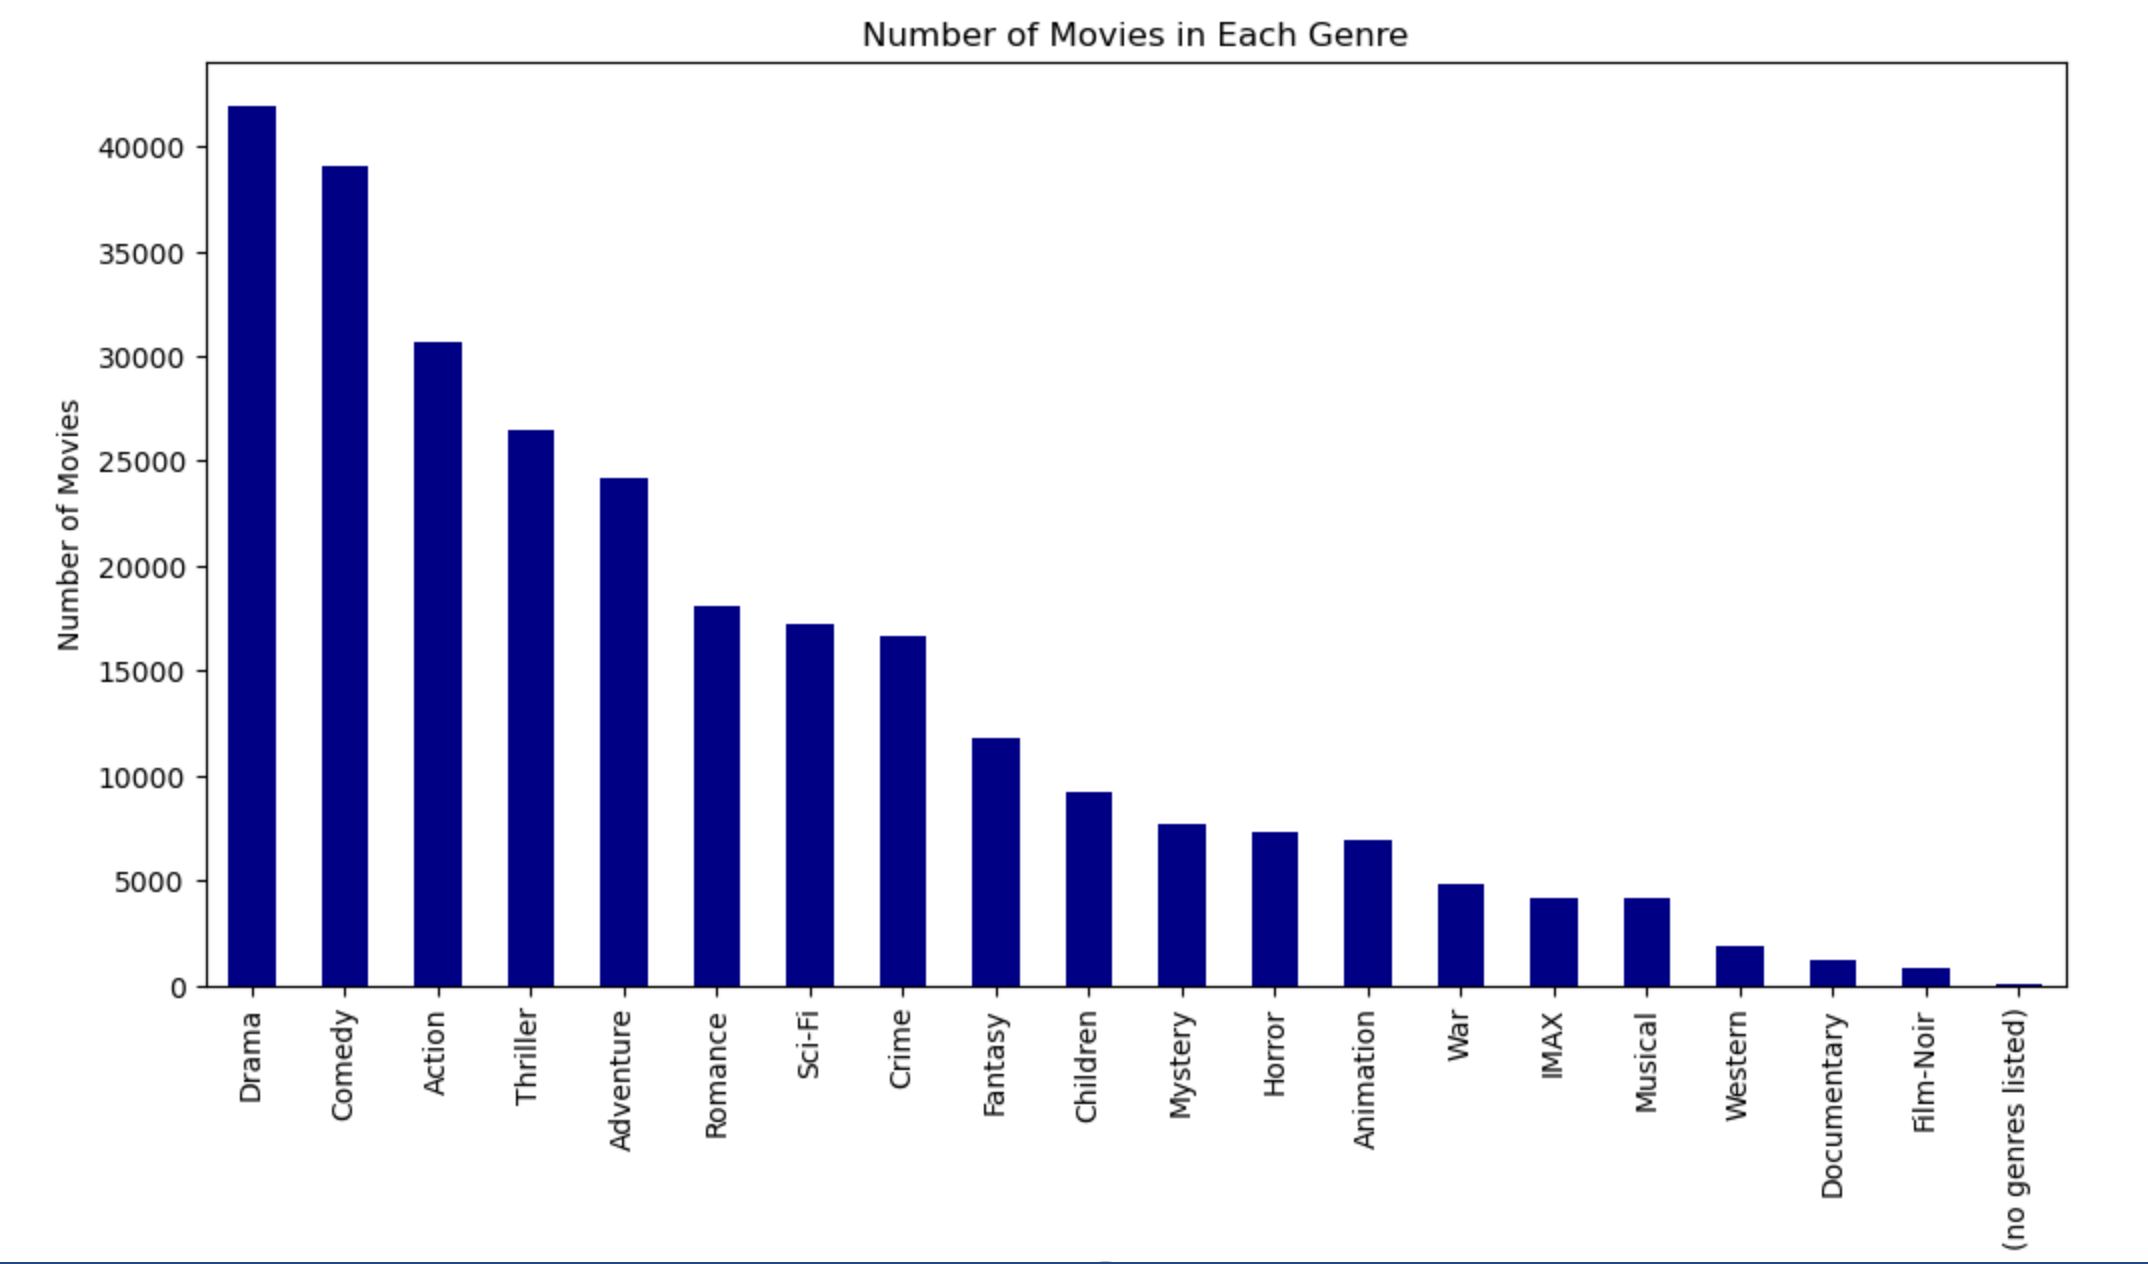 Number of Movies in Each Genre
Number of Movies
40000
35000
30000
25000
20000
15000
10000
5000
0
Drama
Comedy
Action
Thriller
Adventure
Romance
Sci-Fi
Crime
Fantasy
Children
Mystery
Horror
Animation
War
IMAX
Musical
Western
Documentary
Film-Noir
(no genres listed)